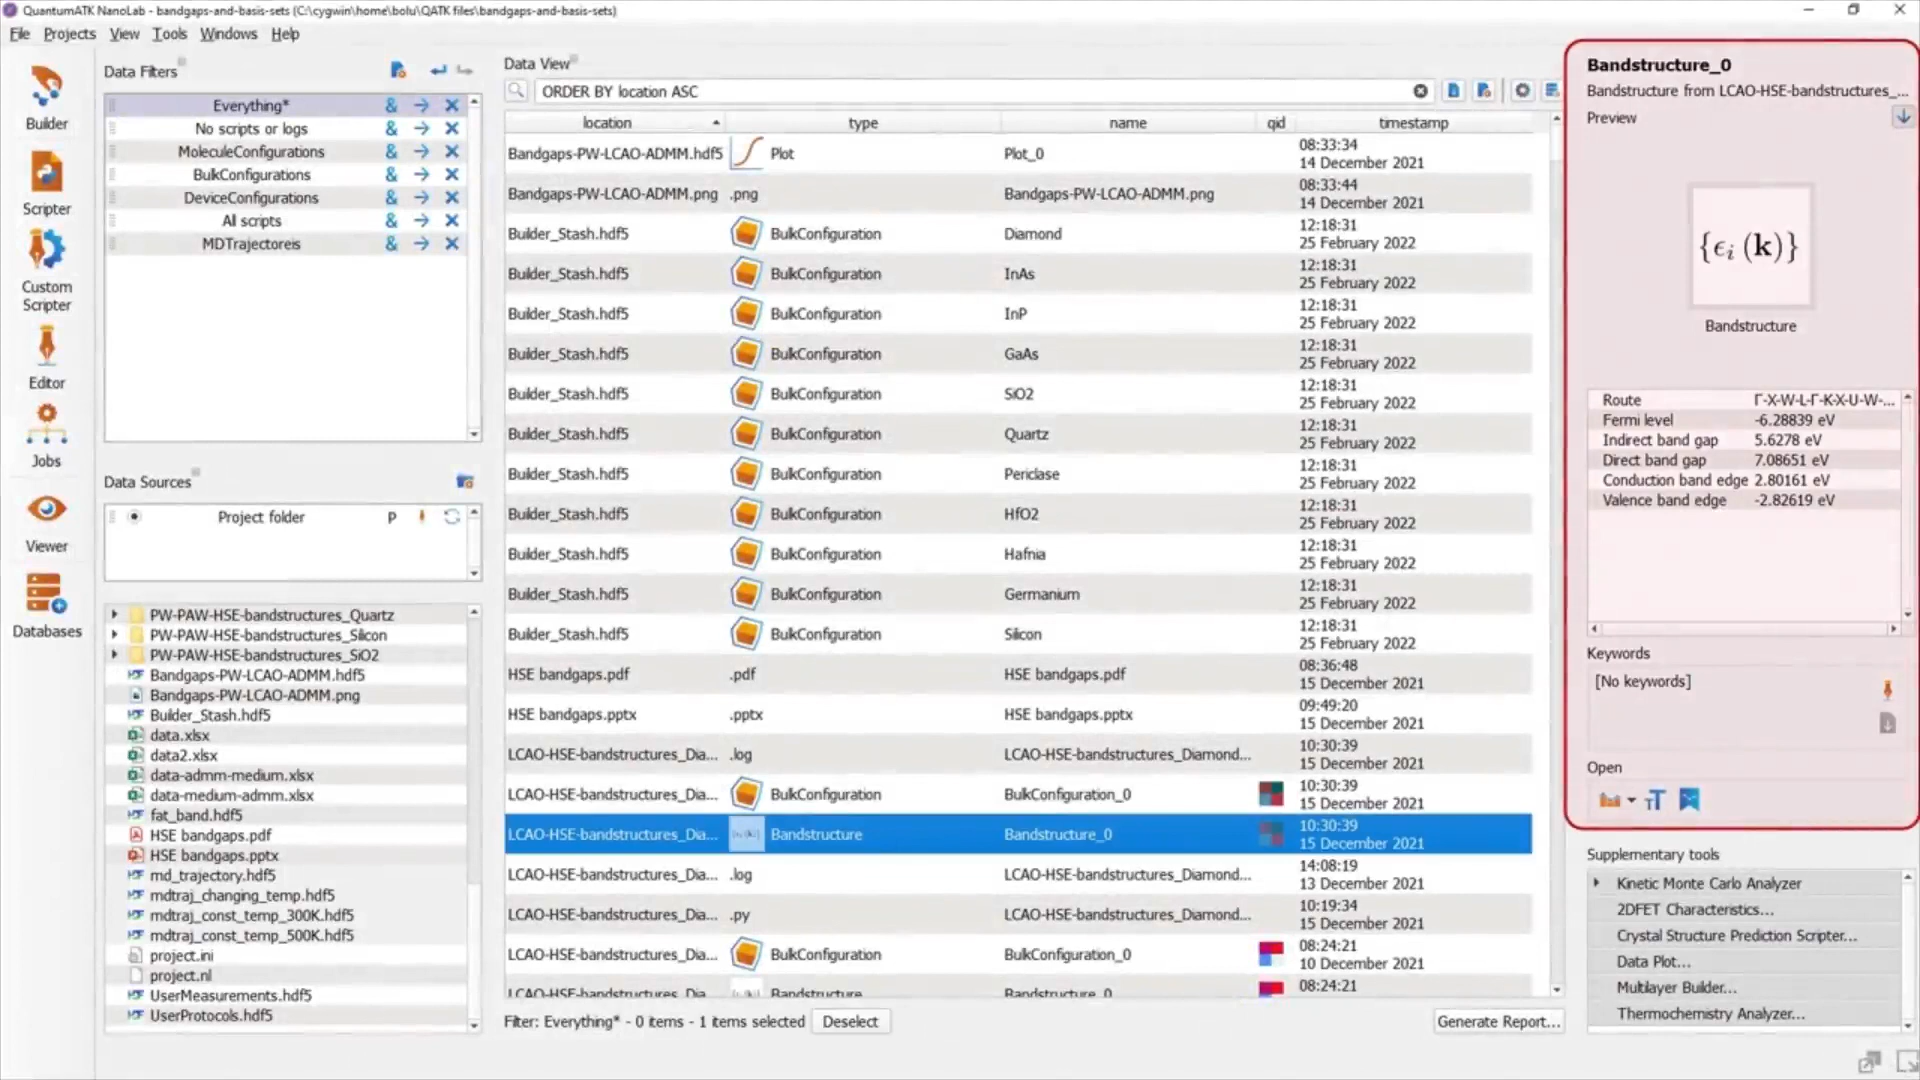 QuantumATK NanoLab - bandgaps-and-basis-sets (C:\cygwin\home\bolu\QATK files\bandgaps-and-basis-sets)
File Projects View Tools Windows Help
Builder
Scripter
Custom
Scripter
Editor
Jobs
Viewer
Databases
Data Filters
Everything*
No scripts or logs
MoleculeConfigurations
BulkConfigurations
DeviceConfigurations
All scripts
MDTrajectoreis
Data Sources
Project folder P
PW-PAW-HSE-bandstructures_Quartz
PW-PAW-HSE-bandstructures_Silicon
PW-PAW-HSE-bandstructures_SiO2
Bandgaps-PW-LCAO-ADMM.hdf5
Bandgaps-PW-LCAO-ADMM.png
Builder_Stash.hdf5
data.xlsx
data2.xlsx
data-admm-medium.xlsx
data-medium-admm.xlsx
fat_band.hdf5
HSE bandgaps.pdf
HSE bandgaps.pptx
md_trajectory.hdf5
mdtraj_changing_temp.hdf5
mdtraj_const_temp_300K.hdf5
mdtraj_const_temp_500K.hdf5
project.ini
project.nl
UserMeasurements.hdf5
UserProtocols.hdf5
Data View
ORDER BY location ASC
location type name qid timestamp
Bandgaps-PW-LCAO-ADMM.hdf5 Plot Plot_0 08:33:34
14 December 2021
Bandgaps-PW-LCAO-ADMM.png .png Bandgaps-PW-LCAO-ADMM.png 08:33:44
14 December 2021
Builder_Stash.hdf5 BulkConfiguration Diamond 12:18:31
25 February 2022
Builder_Stash.hdf5 BulkConfiguration InAs 12:18:31
25 February 2022
Builder_Stash.hdf5 BulkConfiguration InP 12:18:31
25 February 2022
Builder_Stash.hdf5 BulkConfiguration GaAs 12:18:31
25 February 2022
Builder_Stash.hdf5 BulkConfiguration SiO2 12:18:31
25 February 2022
Builder_Stash.hdf5 BulkConfiguration Quartz 12:18:31
25 February 2022
Builder_Stash.hdf5 BulkConfiguration Periclase 12:18:31
25 February 2022
Builder_Stash.hdf5 BulkConfiguration HfO2 12:18:31
25 February 2022
Builder_Stash.hdf5 BulkConfiguration Hafnia 12:18:31
25 February 2022
Builder_Stash.hdf5 BulkConfiguration Germanium 12:18:31
25 February 2022
Builder_Stash.hdf5 BulkConfiguration Silicon 12:18:31
25 February 2022
HSE bandgaps.pdf .pdf HSE bandgaps.pdf 08:36:48
15 December 2021
HSE bandgaps.pptx .pptx HSE bandgaps.pptx 09:49:20
15 December 2021
LCAO-HSE-bandstructures_Dia... .log LCAO-HSE-bandstructures_Diamond... 10:30:39
15 December 2021
LCAO-HSE-bandstructures_Dia... BulkConfiguration BulkConfiguration_0 10:30:39
15 December 2021
LCAO-HSE-bandstructures_Dia... Bandstructure Bandstructure_0 10:30:39
15 December 2021
LCAO-HSE-bandstructures_Dia... .log LCAO-HSE-bandstructures_Diamond... 14:08:19
13 December 2021
LCAO-HSE-bandstructures_Dia... .py LCAO-HSE-bandstructures_Diamond... 10:19:34
15 December 2021
LCAO-HSE-bandstructures_Dia... BulkConfiguration BulkConfiguration_0 08:24:21
10 December 2021
LCAO-HSE-bandstructures_Dia Bandstructure Bandstructure_0 08:24:21
Filter: Everything* - 0 items - 1 items selected Deselect Generate Report...
Bandstructure_0
Bandstructure from LCAO-HSE-bandstructures_...
Preview
{ϵi (k)}
Bandstructure
Route Γ-X-W-L-Γ-K-X-U-W-...
Fermi level -6.28839 eV
Indirect band gap 5.6278 eV
Direct band gap 7.08651 eV
Conduction band edge 2.80161 eV
Valence band edge -2.82619 eV
Keywords
[No keywords]
Open
Supplementary tools
Kinetic Monte Carlo Analyzer
2DFET Characteristics...
Crystal Structure Prediction Scripter...
Data Plot...
Multilayer Builder...
Thermochemistry Analyzer...